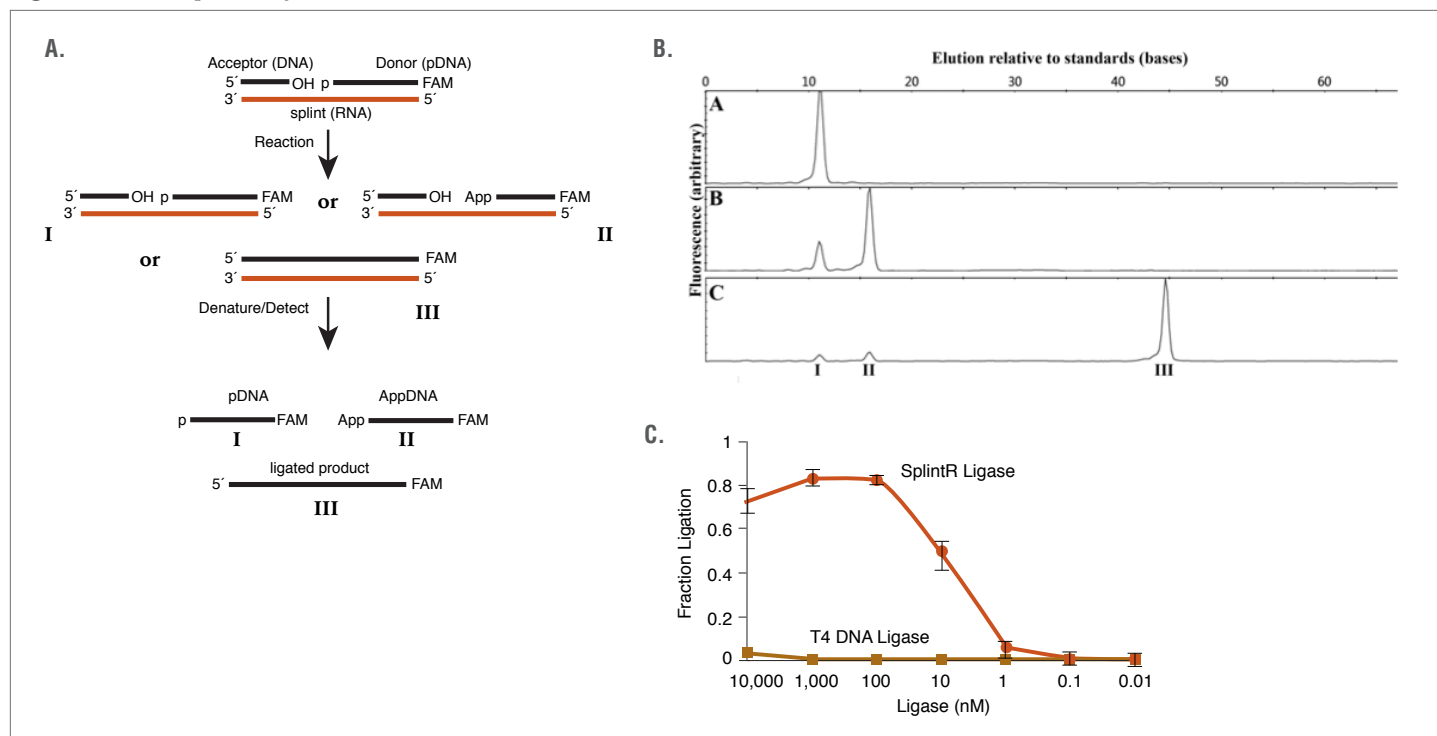 A.
Acceptor (DNA) Donor (pDNA)
5´ OH p FAM
3´ 5´
splint (RNA)
Reaction
5´ OH p FAM or 5´ OH App FAM
3´ 5´ 3´ 5´
I II
or 5´ FAM
3´ 5´
Denature/Detect III
pDNA AppDNA
p FAM App FAM
I II
ligated product
5´ FAM
III
B.
Elution relative to standards (bases)
0 10 20 30 40 50 60
Fluorescence (arbitrary)
A
B
C
I II III
C.
1
0.8
0.6
0.4
0.2
0
Fraction Ligation
SplintR Ligase
T4 DNA Ligase
10,000 1,000 100 10 1 0.1 0.01
Ligase (nM)